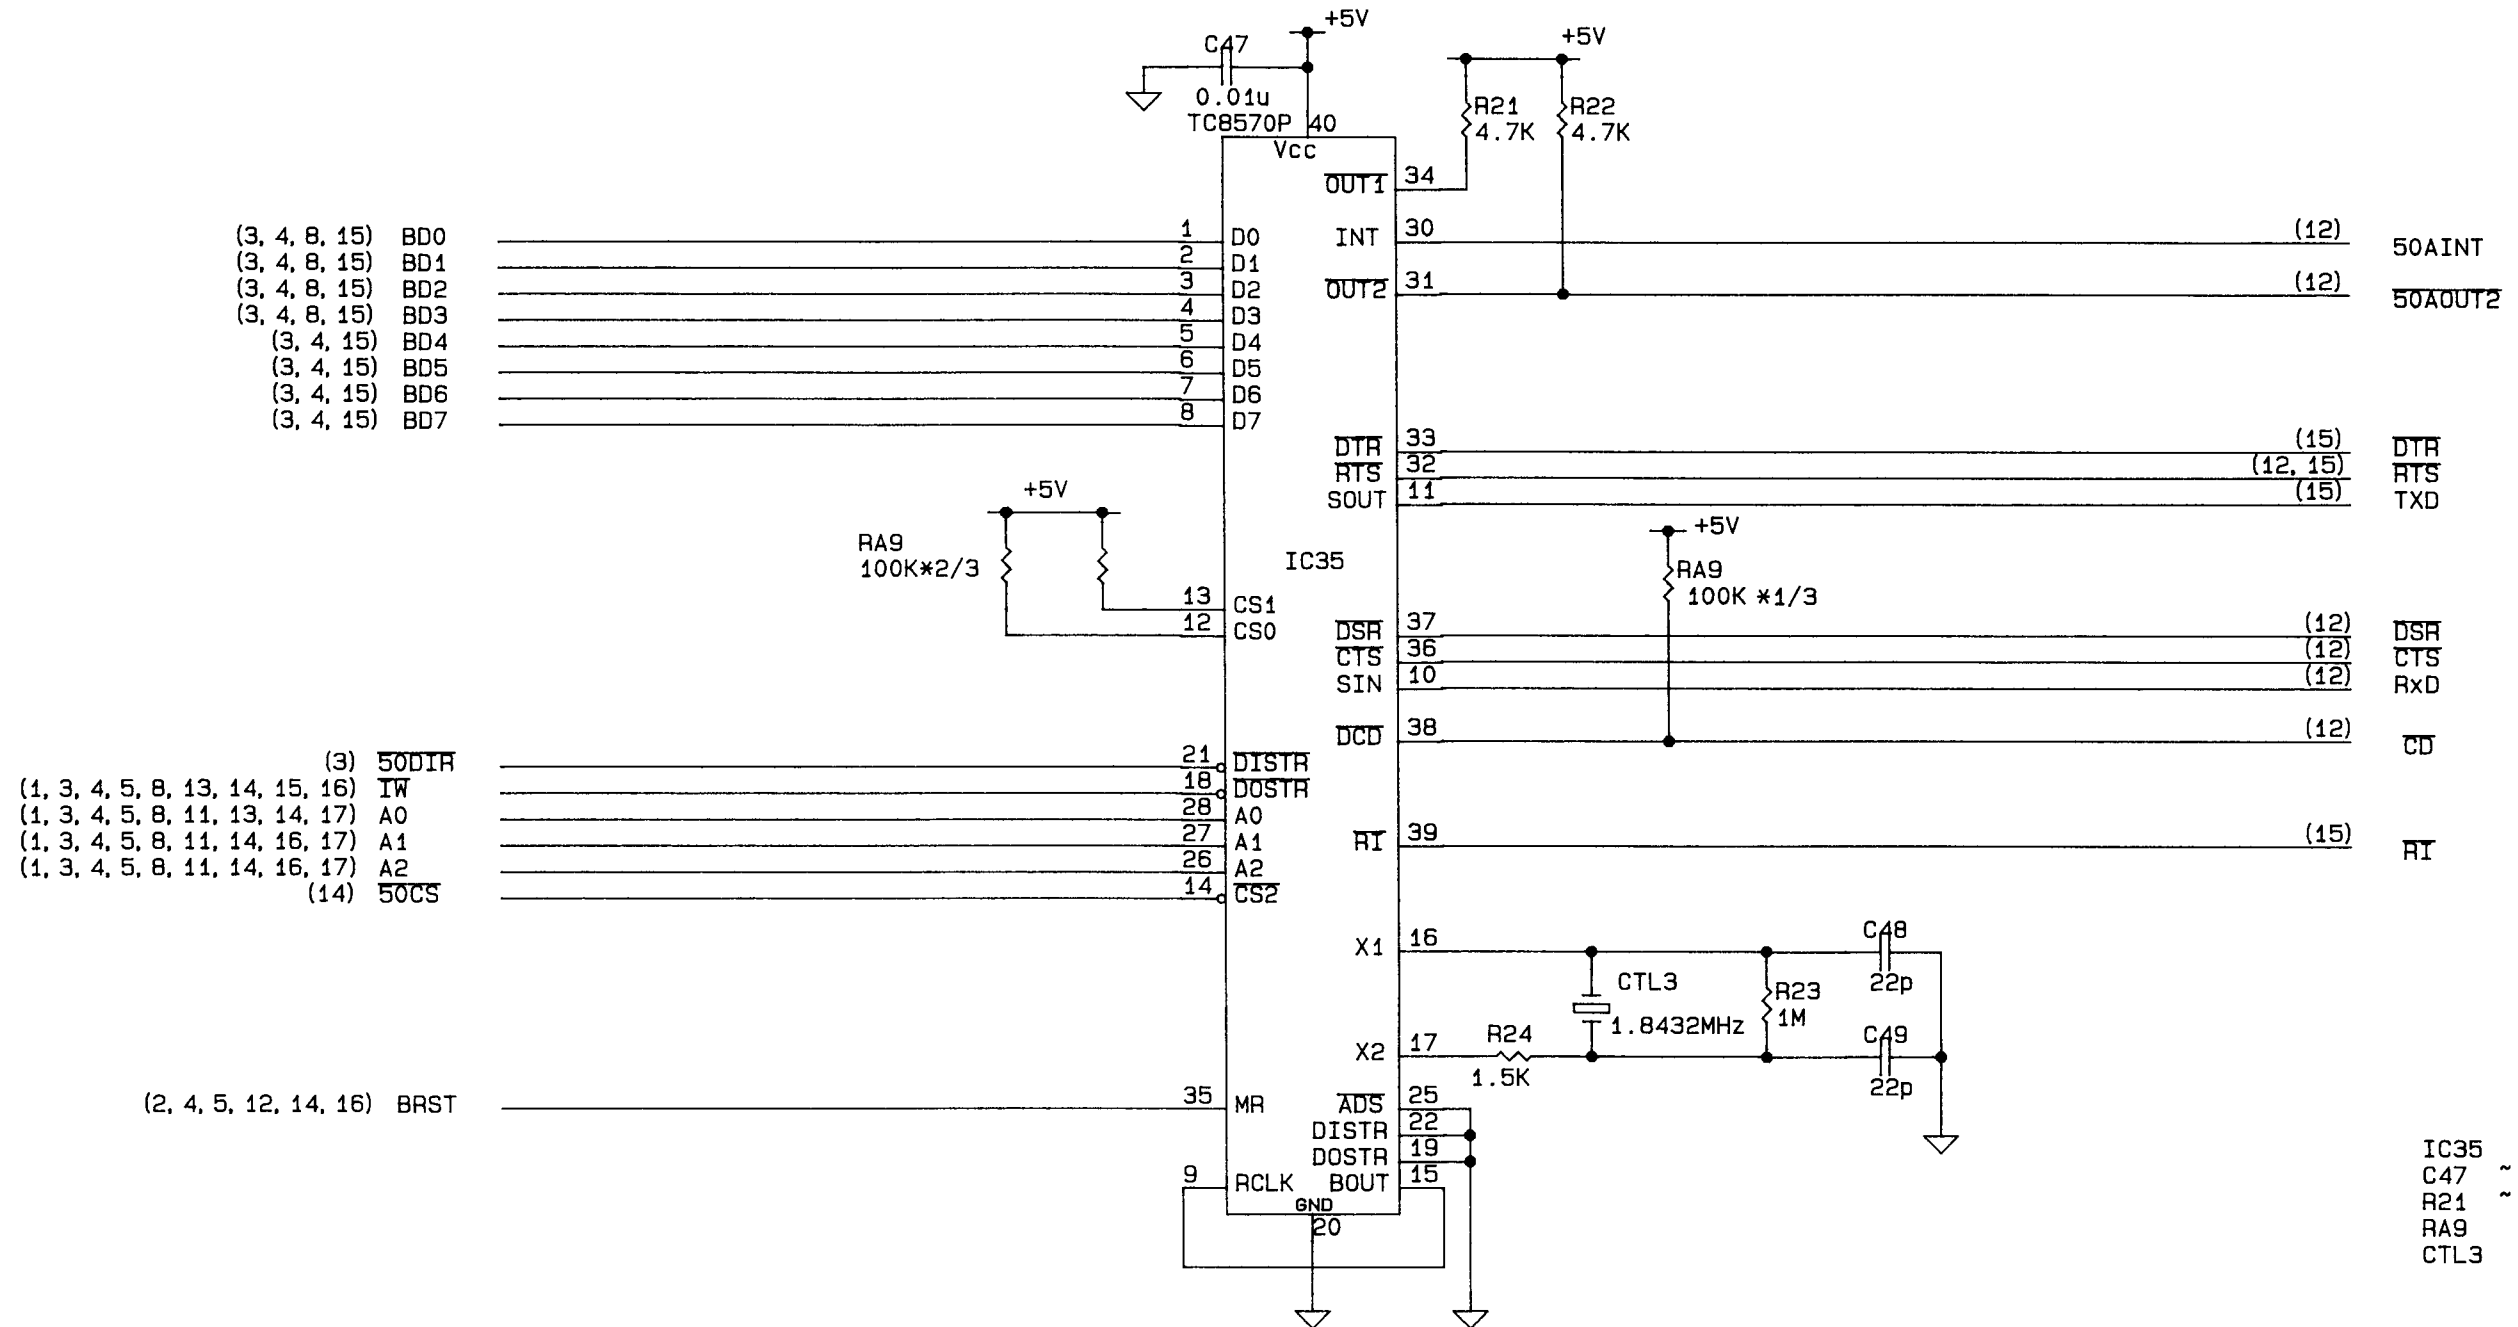 +5V
C47
0.01u
TC8570P 40
Vcc
+5V
R21
4.7K
R22
4.7K
OUT1 34
(3, 4, 8, 15) BD0 1 D0
(3, 4, 8, 15) BD1 2 D1
(3, 4, 8, 15) BD2 3 D2
(3, 4, 8, 15) BD3 4 D3
(3, 4, 15) BD4 5 D4
(3, 4, 15) BD5 6 D5
(3, 4, 15) BD6 7 D6
(3, 4, 15) BD7 8 D7
INT 30 (12) 50AINT
OUT2 31 (12) 50AOUT2
DTR 33 (15) DTR
RTS 32 (12, 15) RTS
SOUT 11 (15) TXD
+5V
RA9
100K*2/3
13 CS1
12 CS0
IC35
+5V
RA9
100K *1/3
DSR 37 (12) DSR
CTS 36 (12) CTS
SIN 10 (12) RxD
DCD 38 (12) CD
(3) 50DIR 21 DISTR
(1, 3, 4, 5, 8, 13, 14, 15, 16) IW 18 DOSTR
(1, 3, 4, 5, 8, 11, 13, 14, 17) A0 28 A0
(1, 3, 4, 5, 8, 11, 14, 16, 17) A1 27 A1
(1, 3, 4, 5, 8, 11, 14, 16, 17) A2 26 A2
(14) 50CS 14 CS2
RI 39 (15) RI
X1 16
C48
22p
CTL3
1.8432MHz
R23
1M
X2 17
R24
1.5K
C49
22p
(2, 4, 5, 12, 14, 16) BRST 35 MR
ADS 25
DISTR 22
DOSTR 19
9 RCLK BOUT 15
GND
20
IC35
C47 ~
R21 ~
RA9
CTL3